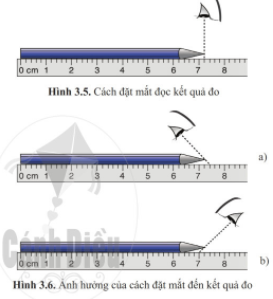 0 cm 1 2 3 4 5 6 7 8
Hình 3.5. Cách đặt mắt đọc kết quả đo
a)
0 cm 1 2 3 4 5 6 7 8
Cánh Diều
0 cm 1 2 3 4 5 6 7 8
b)
Hình 3.6. Ảnh hưởng của cách đặt mắt đến kết quả đo